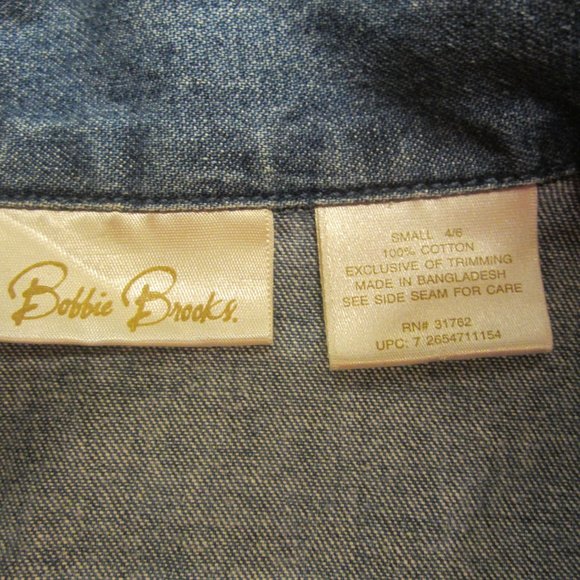 Bobbie Brooks.
SMALL 4/6
100% COTTON
EXCLUSIVE OF TRIMMING
MADE IN BANGLADESH
SEE SIDE SEAM FOR CARE
RN# 31762
UPC: 7 2654711154